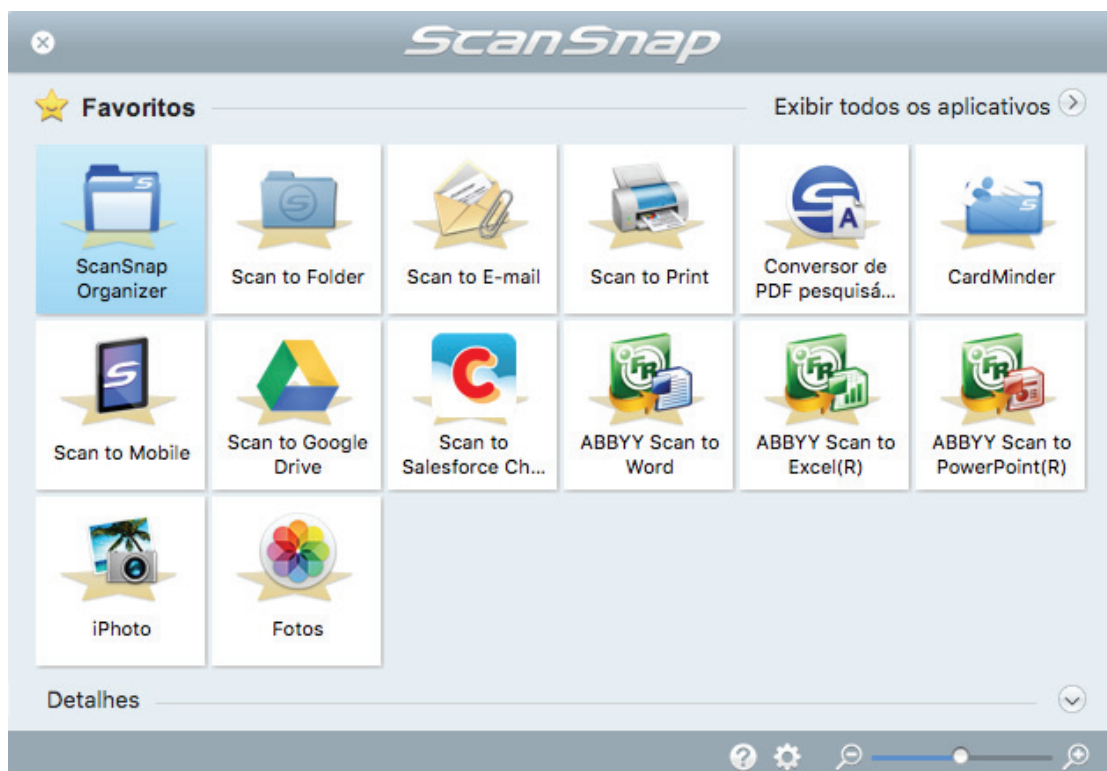 ScanSnap
Favoritos
Exibir todos os aplicativos
ScanSnap
Organizer
Scan to Folder
Scan to E-mail
Scan to Print
Conversor de
PDF pesquisá...
CardMinder
Scan to Mobile
Scan to Google
Drive
Scan to
Salesforce Ch...
ABBYY Scan to
Word
ABBYY Scan to
Excel(R)
ABBYY Scan to
PowerPoint(R)
iPhoto
Fotos
Detalhes